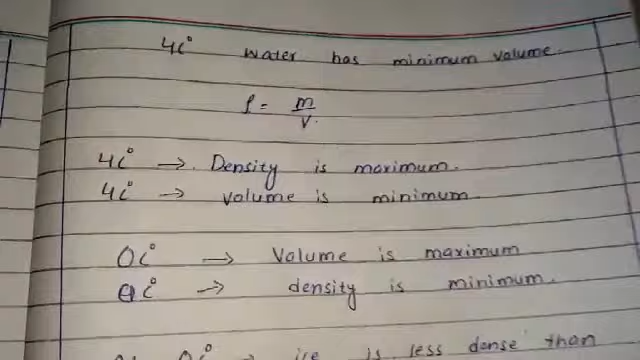 4c° water has minimum volume.
ρ = m/V.
4c° → Density is maximum.
4c° → volume is minimum.
0c° → Volume is maximum
0c° → density is minimum.
0c° → ice is less dense than